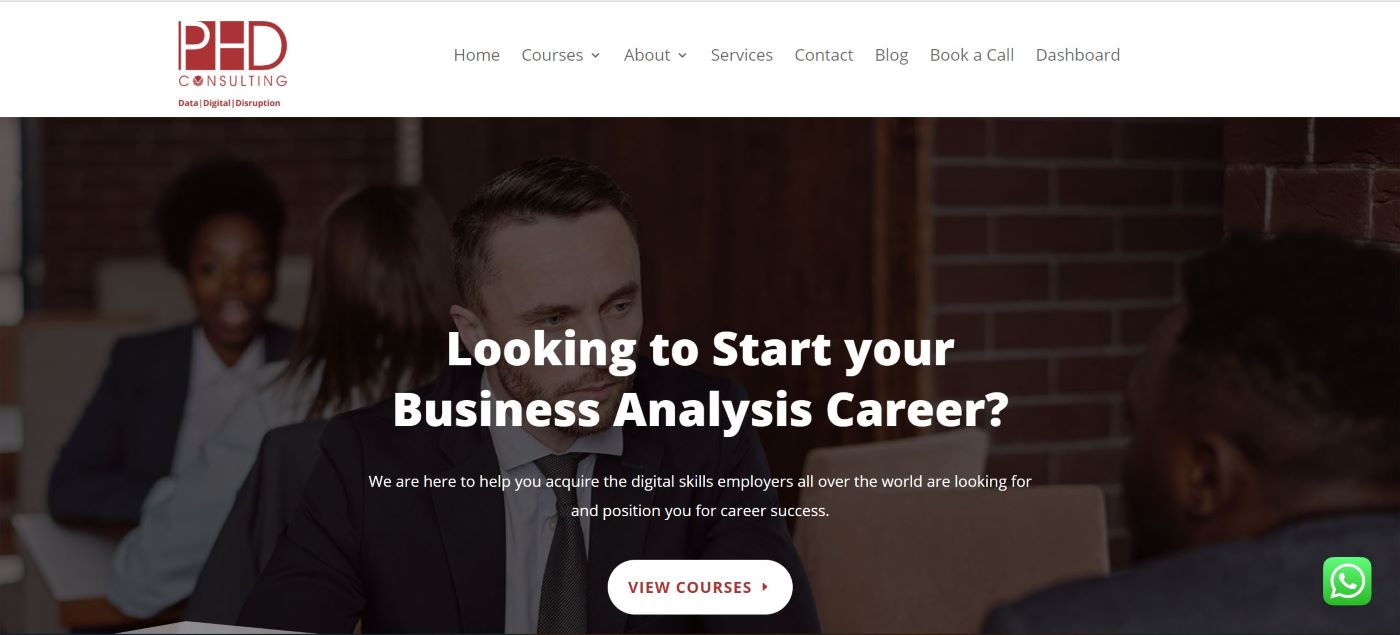 PHD
CONSULTING
Data|Digital|Disruption
Home Courses About Services Contact Blog Book a Call Dashboard
Looking to Start your
Business Analysis Career?
We are here to help you acquire the digital skills employers all over the world are looking for
and position you for career success.
VIEW COURSES